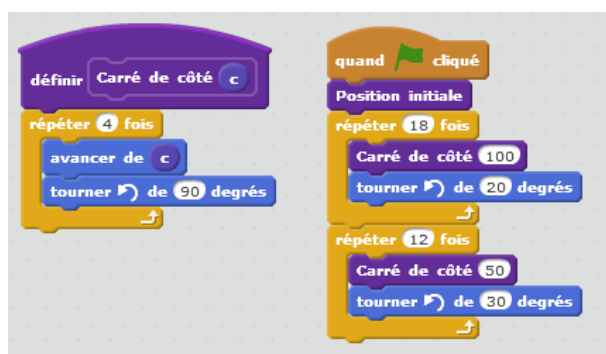 définir Carré de côté c
répéter 4 fois
avancer de c
tourner de 90 degrés
quand cliqué
Position initiale
répéter 18 fois
Carré de côté 100
tourner de 20 degrés
répéter 12 fois
Carré de côté 50
tourner de 30 degrés